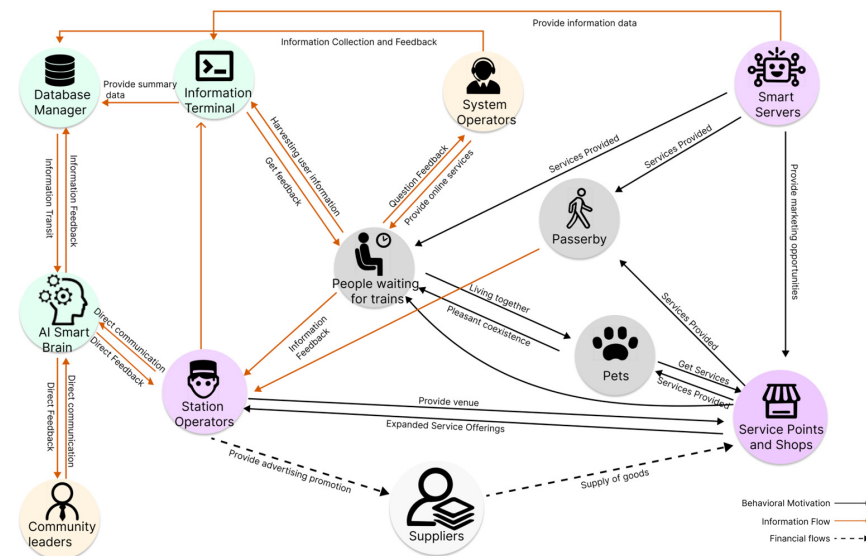 Provide information data
Information Collection and Feedback
Database
Manager
Provide summary
data
Information
Terminal
System
Operators
Smart
Servers
Harvesting user information
Get feedback
Question Feedback
Provide online services
Services Provided
Services Provided
Provide marketing opportunities
Information Feedback
Information Transit
Passerby
People waiting
for trains
Living together
Pleasant coexistence
Services Provided
AI Smart
Brain
Direct communication
Direct Feedback
Information
Feedback
Pets
Get Services
Services Provided
Station
Operators
Provide venue
Expanded Service Offerings
Service Points
and Shops
Direct communication
Direct Feedback
Provide advertising promotion
Supply of goods
Suppliers
Community
leaders
Behavioral Motivation
Information Flow
Financial flows